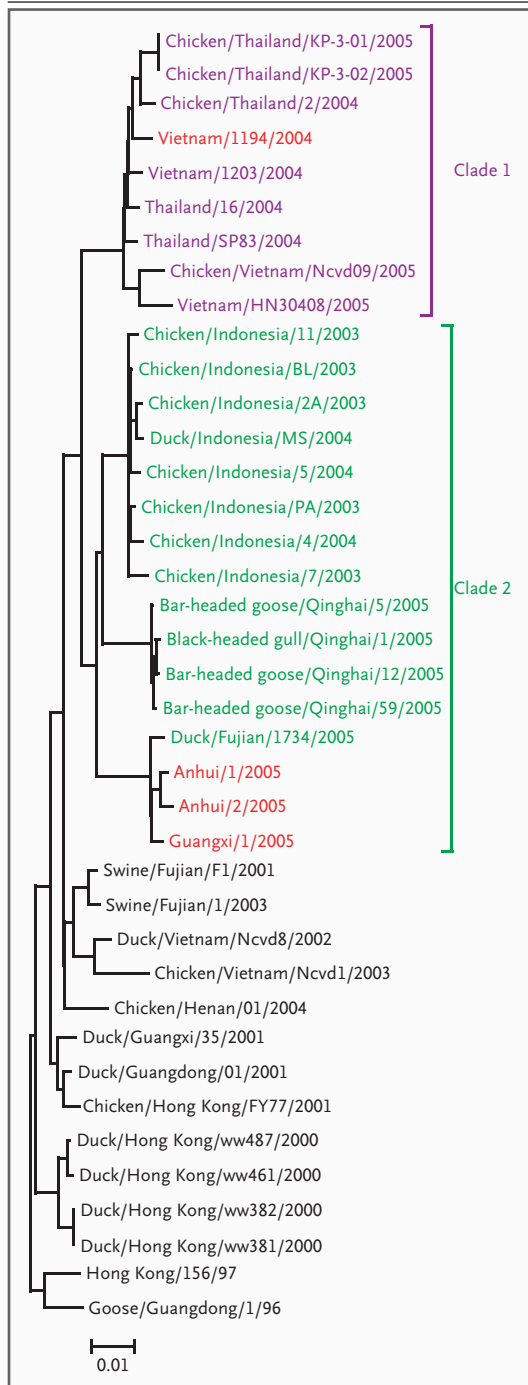 Chicken/Thailand/KP-3-01/2005
Chicken/Thailand/KP-3-02/2005
Chicken/Thailand/2/2004
Vietnam/1194/2004
Vietnam/1203/2004
Clade 1
Thailand/16/2004
Thailand/SP83/2004
Chicken/Vietnam/Ncvd09/2005
Vietnam/HN30408/2005
Chicken/Indonesia/11/2003
Chicken/Indonesia/BL/2003
Chicken/Indonesia/2A/2003
Duck/Indonesia/MS/2004
Chicken/Indonesia/5/2004
Chicken/Indonesia/PA/2003
Chicken/Indonesia/4/2004
Chicken/Indonesia/7/2003
Clade 2
Bar-headed goose/Qinghai/5/2005
Black-headed gull/Qinghai/1/2005
Bar-headed goose/Qinghai/12/2005
Bar-headed goose/Qinghai/59/2005
Duck/Fujian/1734/2005
Anhui/1/2005
Anhui/2/2005
Guangxi/1/2005
Swine/Fujian/F1/2001
Swine/Fujian/1/2003
Duck/Vietnam/Ncvd8/2002
Chicken/Vietnam/Ncvd1/2003
Chicken/Henan/01/2004
Duck/Guangxi/35/2001
Duck/Guangdong/01/2001
Chicken/Hong Kong/FY77/2001
Duck/Hong Kong/ww487/2000
Duck/Hong Kong/ww461/2000
Duck/Hong Kong/ww382/2000
Duck/Hong Kong/ww381/2000
Hong Kong/156/97
Goose/Guangdong/1/96
0.01